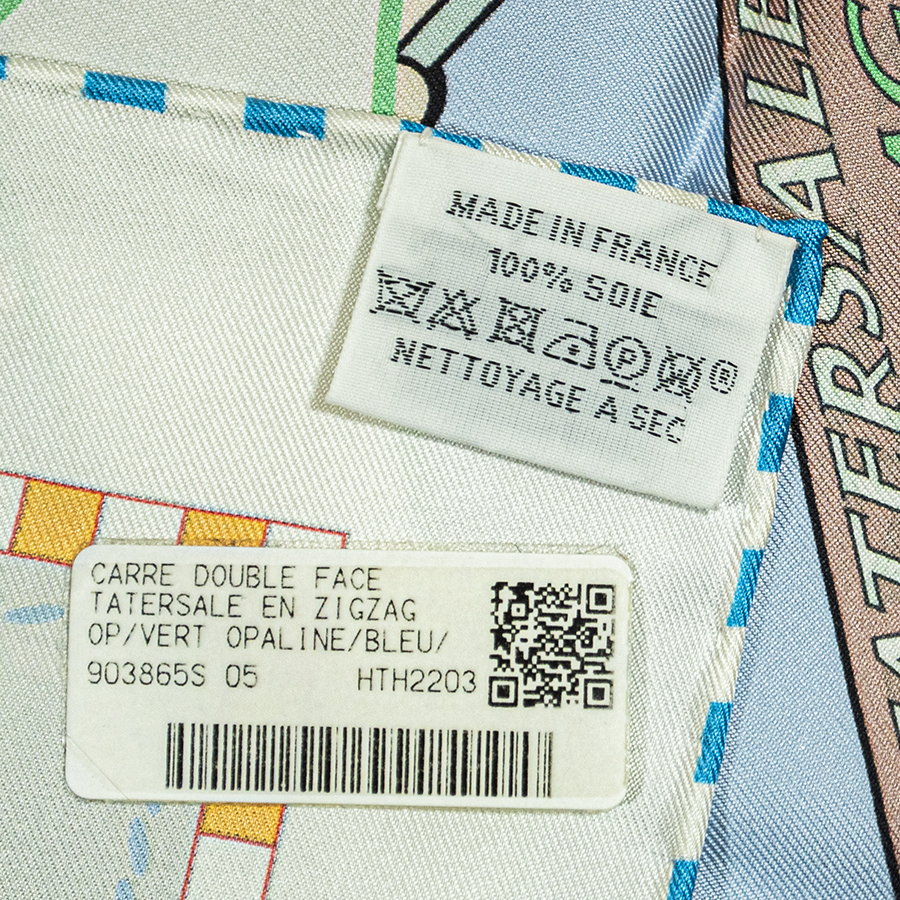 MADE IN FRANCE
100% SOIE
P
®
NETTOYAGE À SEC
TATERSALE
CARRE DOUBLE FACE
TATERSALE EN ZIGZAG
OP/VERT OPALINE/BLEU/
903865S 05 HTH2203